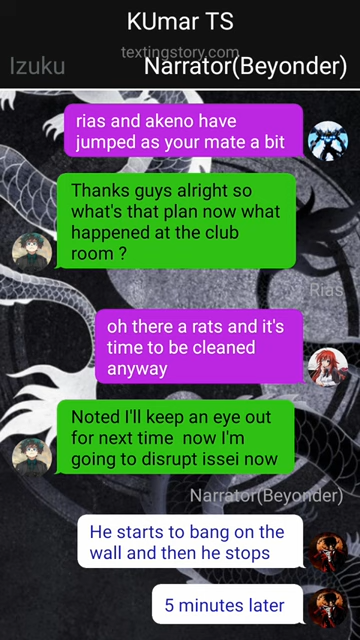 KUmar TS
textingstory.com
Izuku Narrator(Beyonder)
rias and akeno have
jumped as your mate a bit
Thanks guys alright so
what's that plan now what
happened at the club
room ?
Rias
oh there a rats and it's
time to be cleaned
anyway
Noted I'll keep an eye out
for next time now I'm
going to disrupt issei now
Narrator(Beyonder)
He starts to bang on the
wall and then he stops
5 minutes later